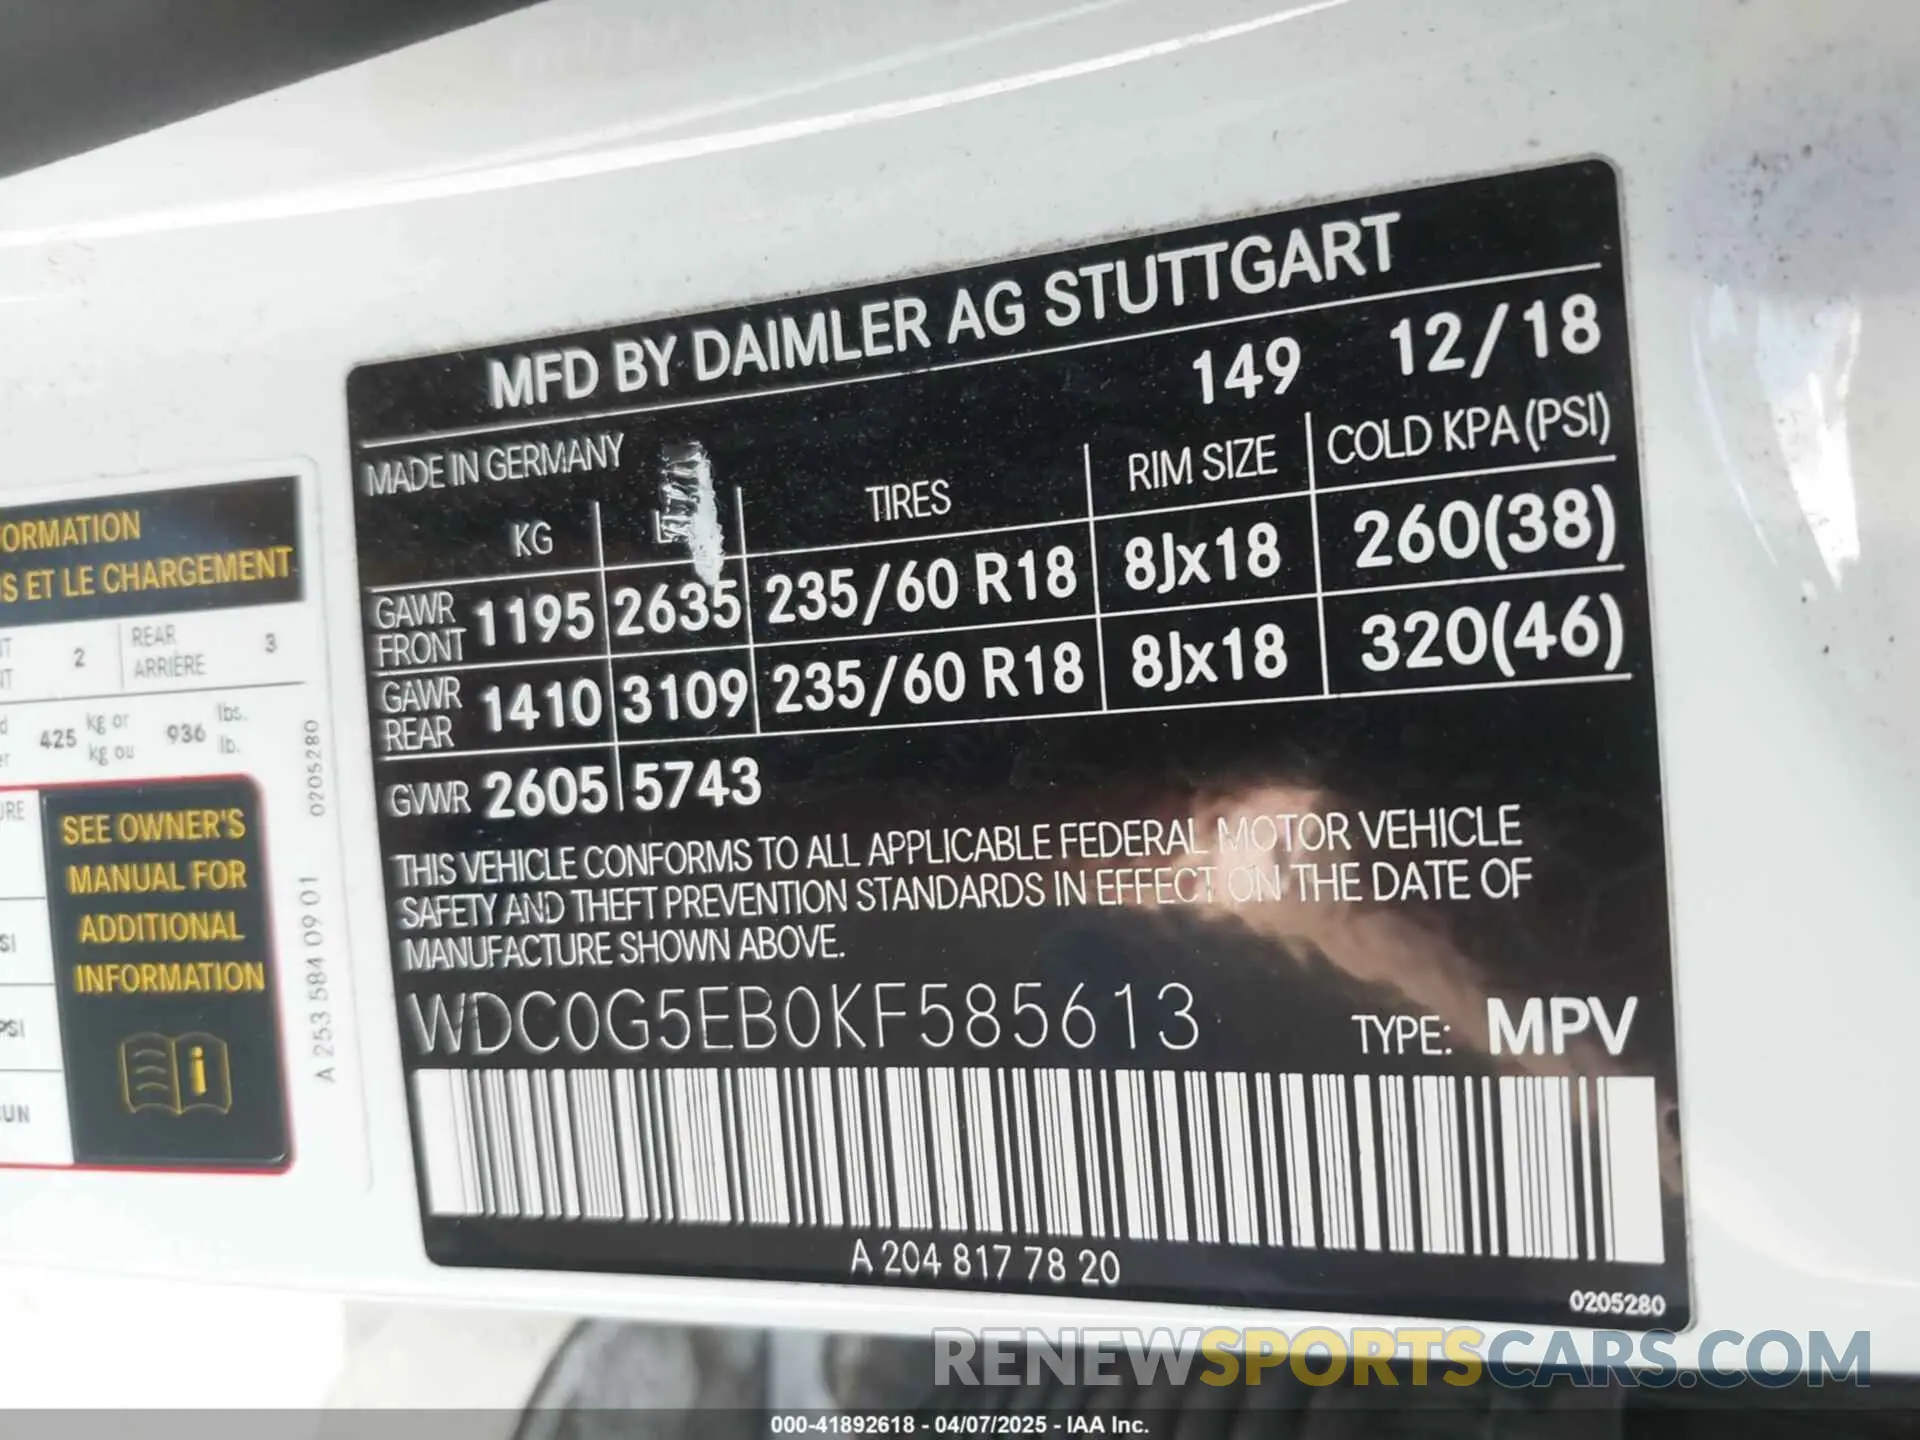 ORMATION
S ET LE CHARGEMENT
2 REAR 3
ARRIÈRE
425 kg or 936 lbs.
kg ou lb.
SEE OWNER'S
MANUAL FOR
ADDITIONAL
INFORMATION
i
PSI
A 253 584 09 01 0205280
MFD BY DAIMLER AG STUTTGART
149 12/18
MADE IN GERMANY
KG TIRES RIM SIZE COLD KPA (PSI)
GAWR FRONT 1195 2635 235/60 R18 8Jx18 260(38)
GAWR REAR 1410 3109 235/60 R18 8Jx18 320(46)
GVWR 2605 5743
THIS VEHICLE CONFORMS TO ALL APPLICABLE FEDERAL MOTOR VEHICLE
SAFETY AND THEFT PREVENTION STANDARDS IN EFFECT ON THE DATE OF
MANUFACTURE SHOWN ABOVE.
WDC0G5EB0KF585613 TYPE: MPV
A 204 817 78 20
0205280
RENEWSPORTSCARS.COM
000-41892618 - 04/07/2025 - IAA Inc.